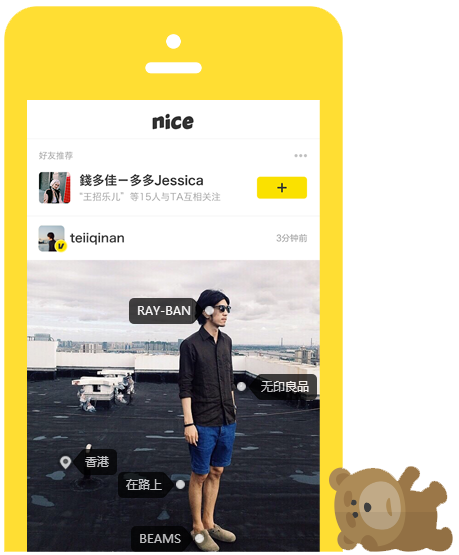 nice
好友推荐
錢多佳一多多Jessica
“王招乐儿”等15人与TA互相关注
teiiqinan
3分钟前
RAY-BAN
无印良品
香港
在路上
BEAMS